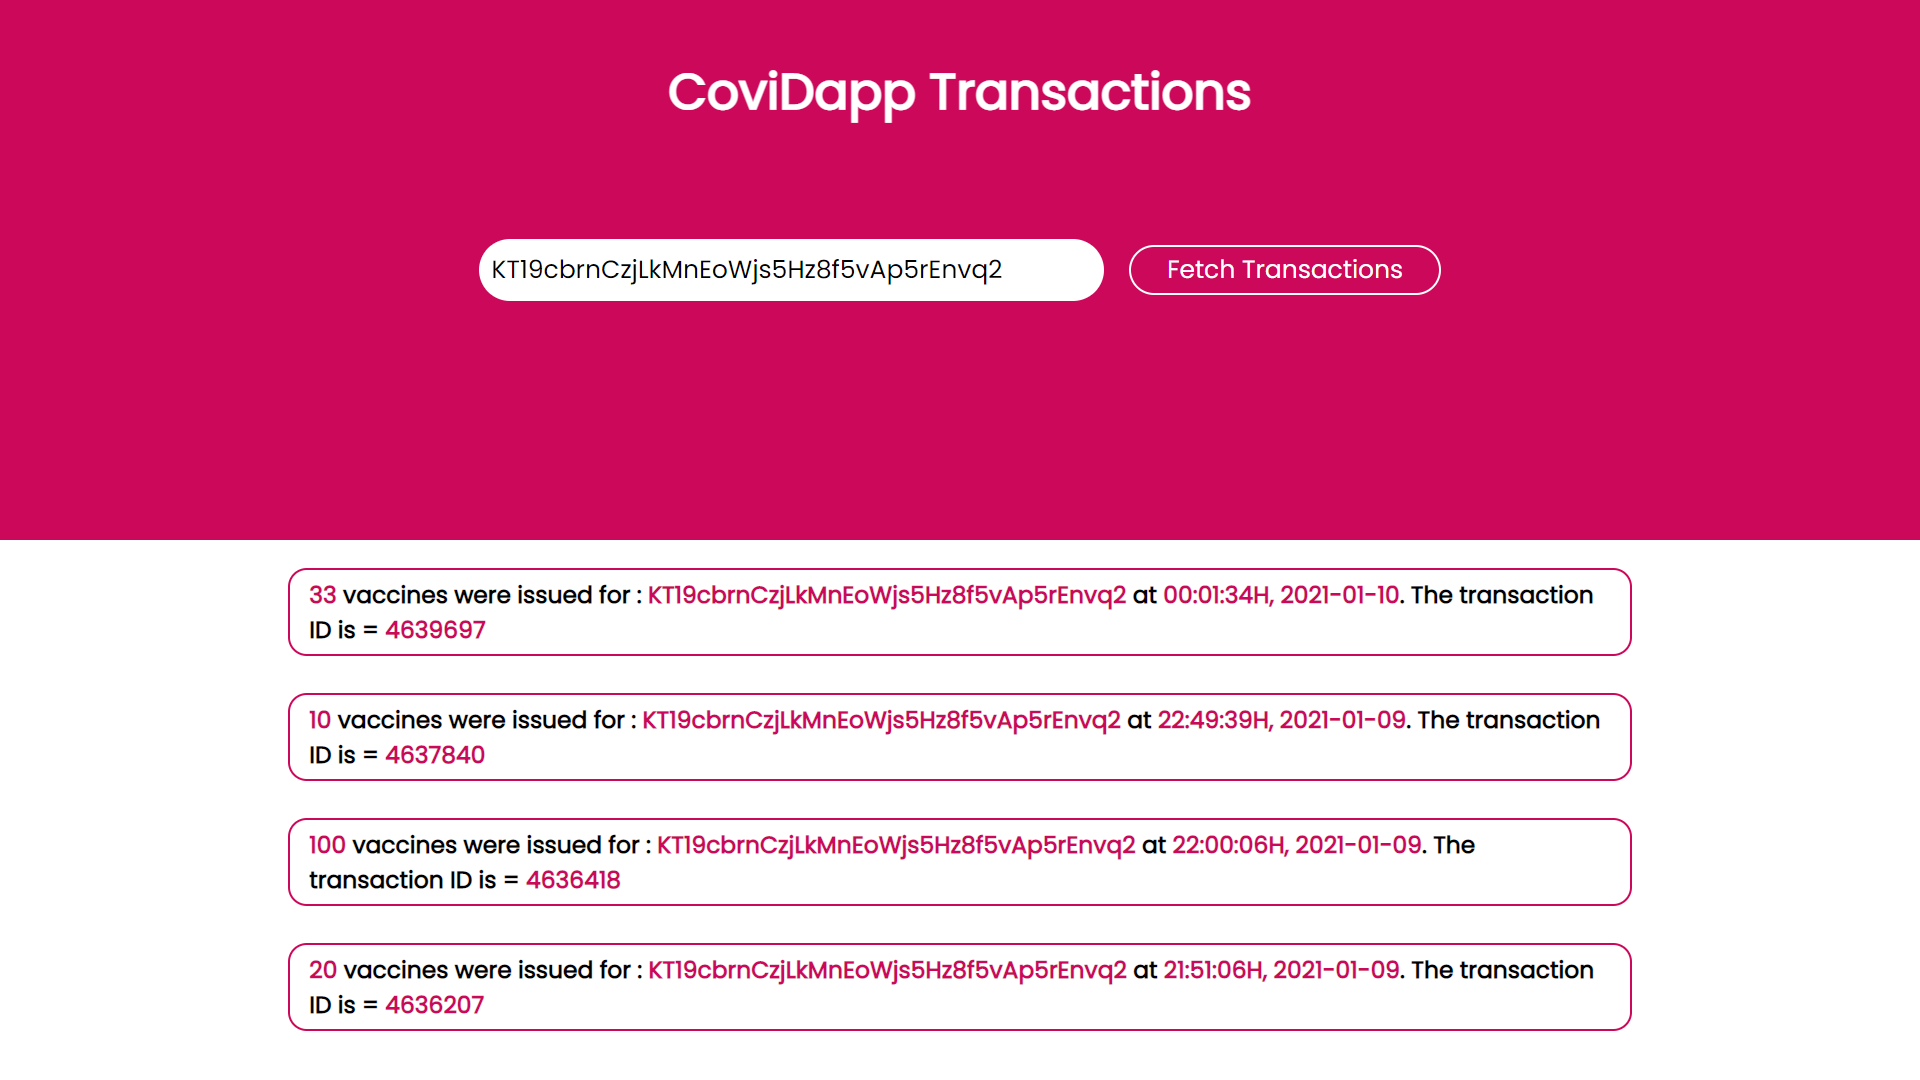 CoviDapp Transactions
KT19cbrnCzjLkMnEoWjs5Hz8f5vAp5rEnvq2
Fetch Transactions
33 vaccines were issued for : KT19cbrnCzjLkMnEoWjs5Hz8f5vAp5rEnvq2 at 00:01:34H, 2021-01-10. The transaction
ID is = 4639697
10 vaccines were issued for : KT19cbrnCzjLkMnEoWjs5Hz8f5vAp5rEnvq2 at 22:49:39H, 2021-01-09. The transaction
ID is = 4637840
100 vaccines were issued for : KT19cbrnCzjLkMnEoWjs5Hz8f5vAp5rEnvq2 at 22:00:06H, 2021-01-09. The
transaction ID is = 4636418
20 vaccines were issued for : KT19cbrnCzjLkMnEoWjs5Hz8f5vAp5rEnvq2 at 21:51:06H, 2021-01-09. The transaction
ID is = 4636207